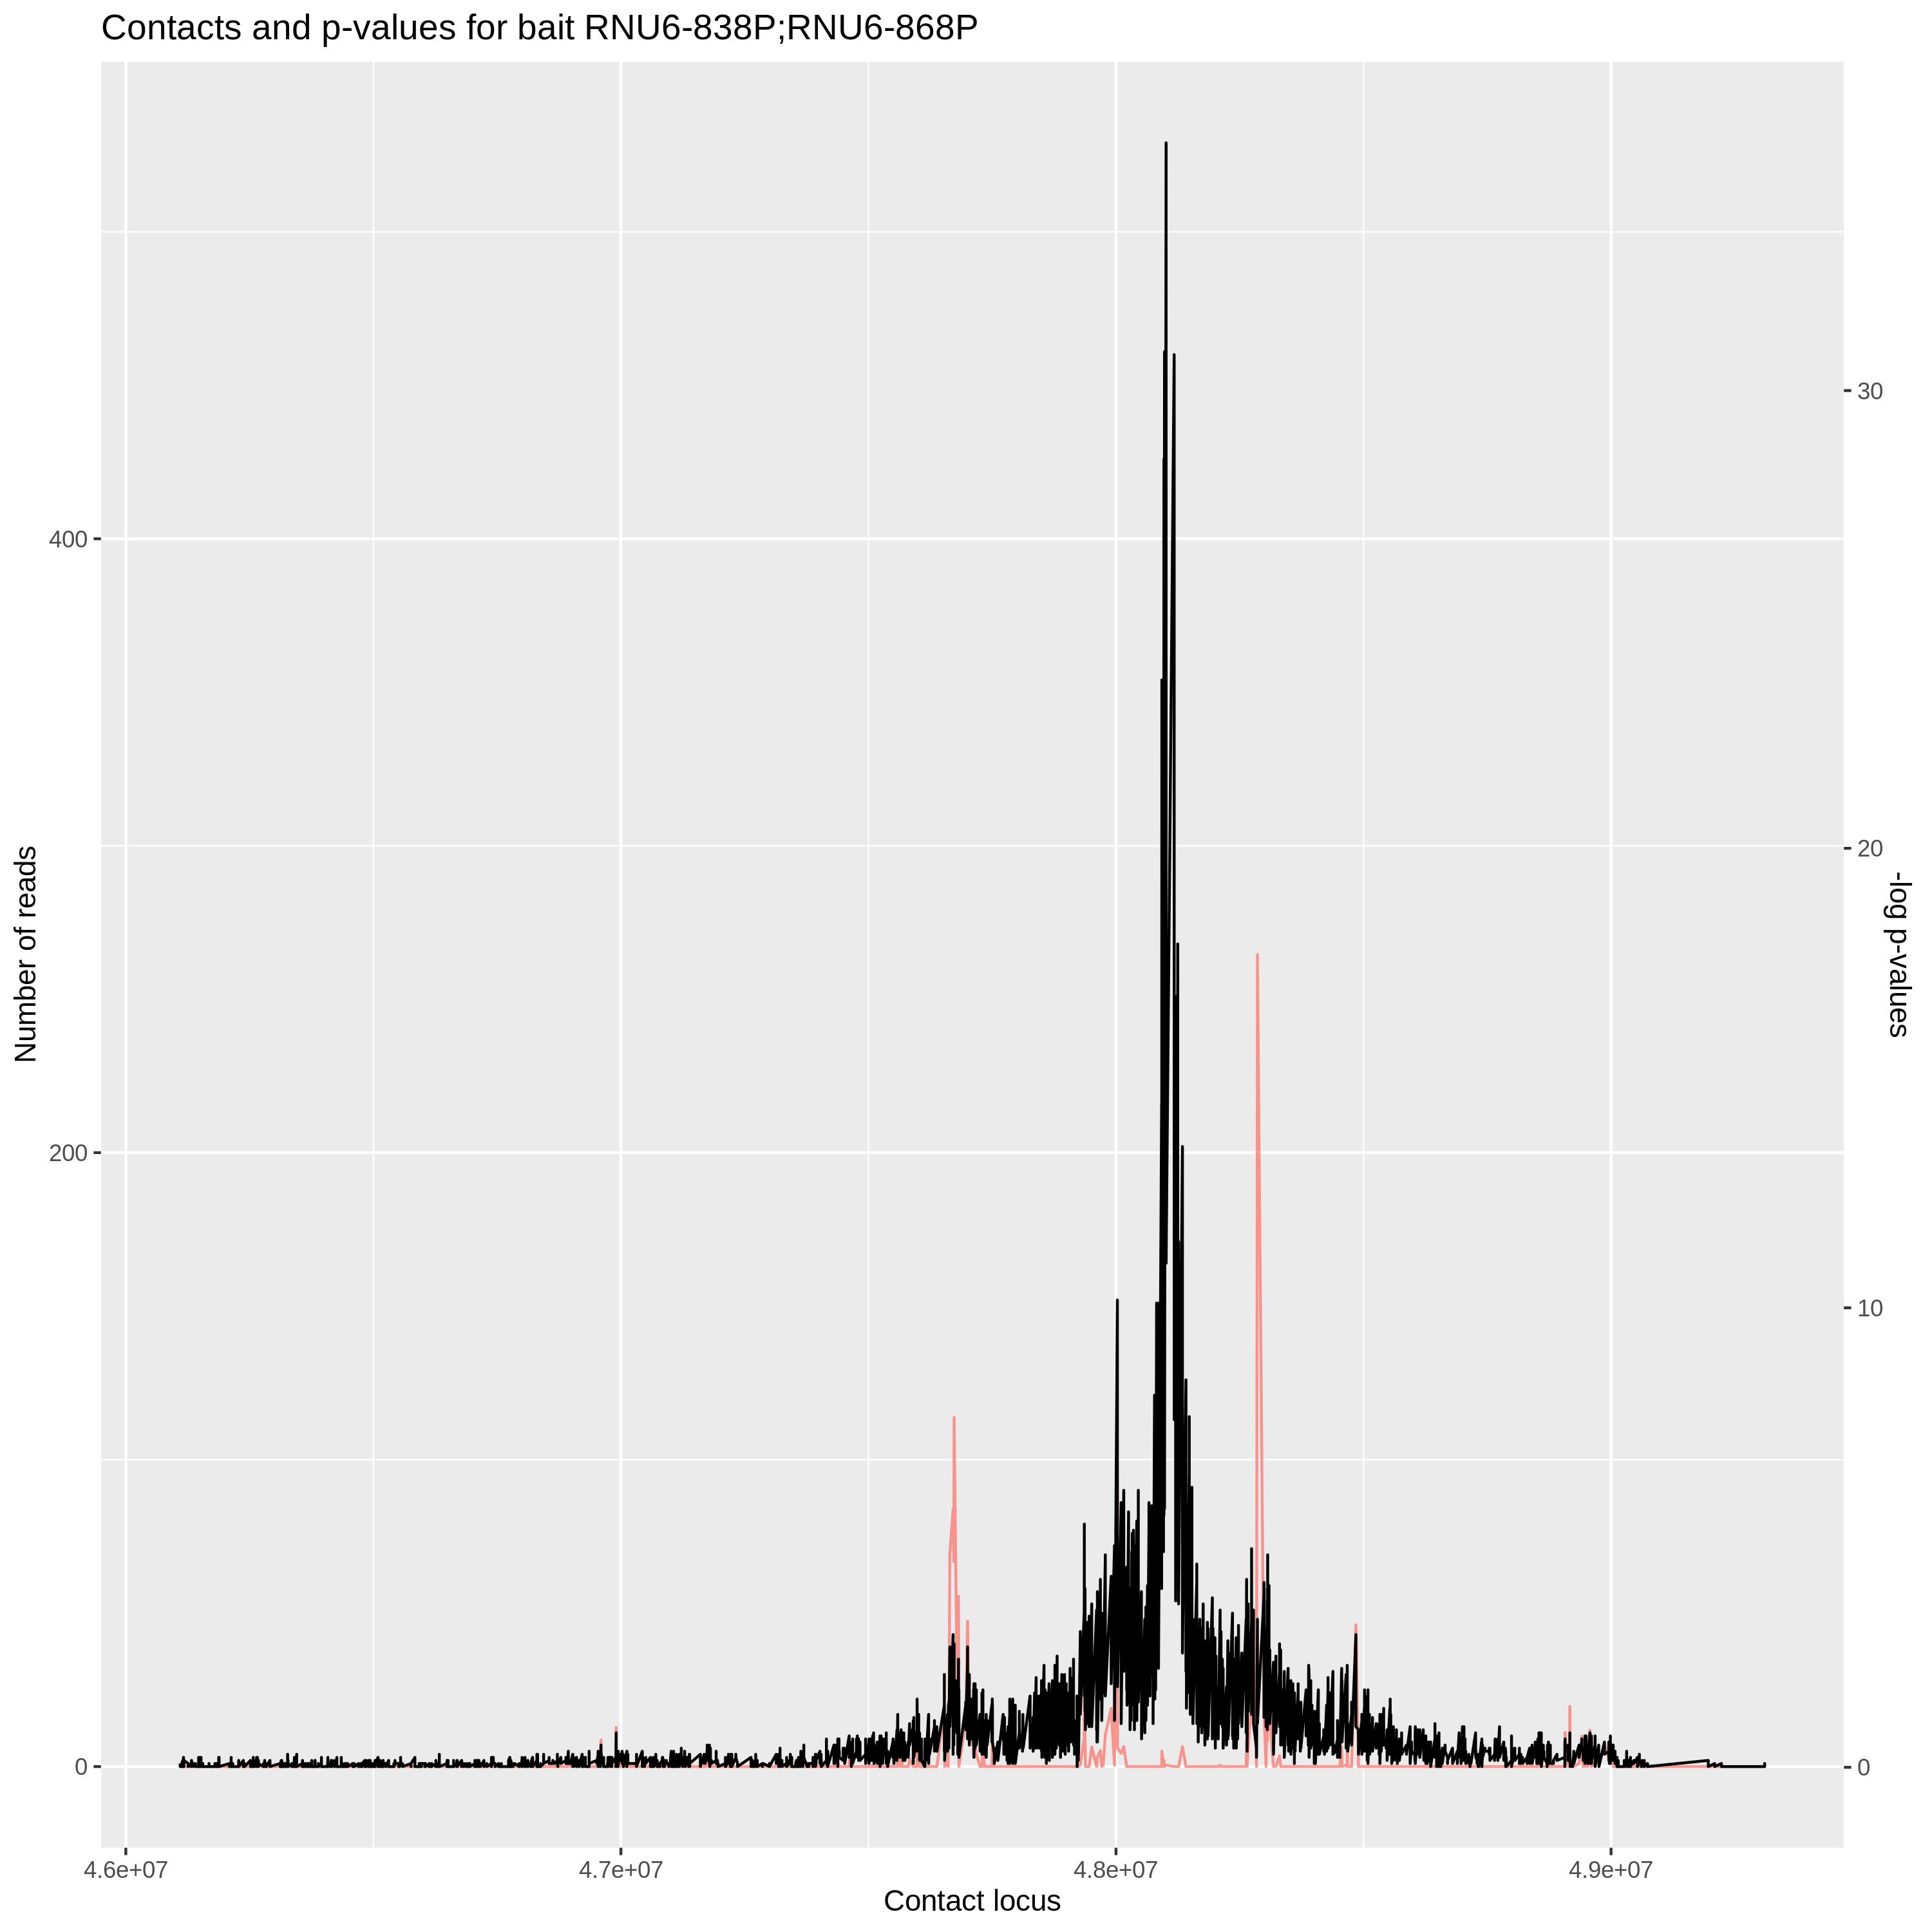 Contacts and p-values for bait RNU6-838P;RNU6-868P
Number of reads
400
200
0
30
20
10
0
-log p-values
4.6e+07
4.7e+07
4.8e+07
4.9e+07
Contact locus